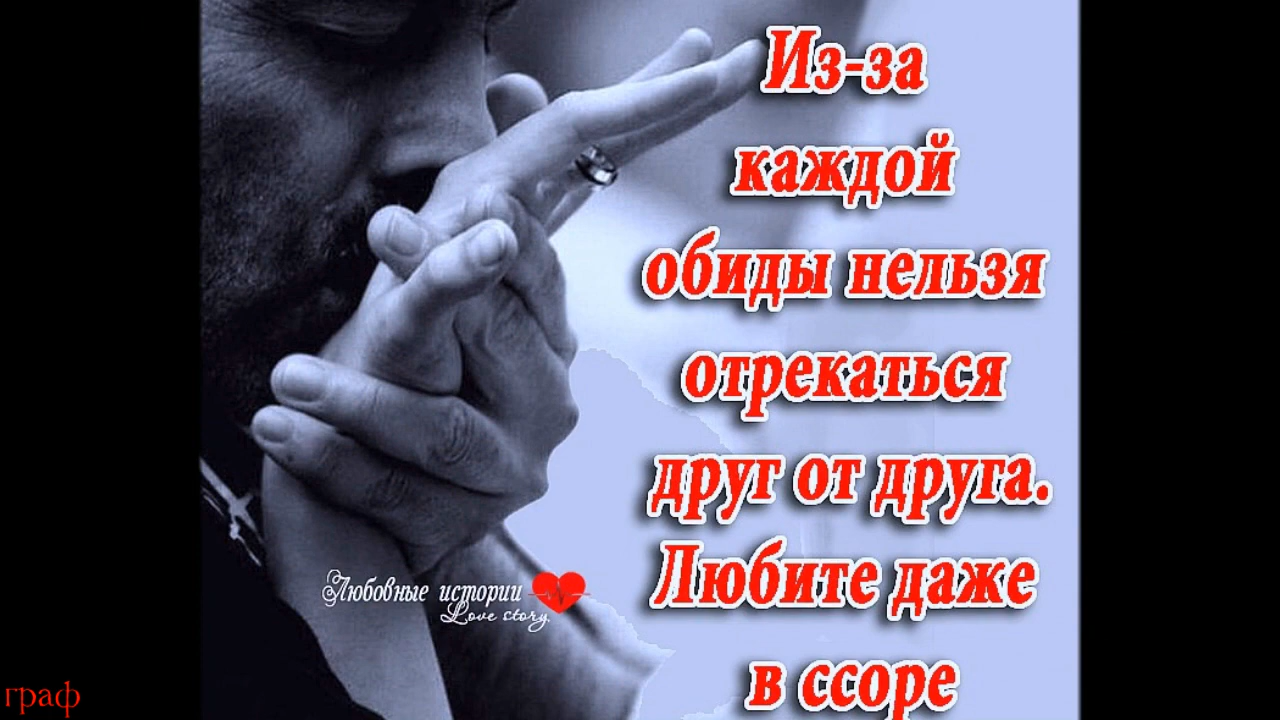 Из-за
каждой
обиды нельзя
отрекаться
друг от друга.
Любите даже
в ссоре
Любовные истории
Love story
граф